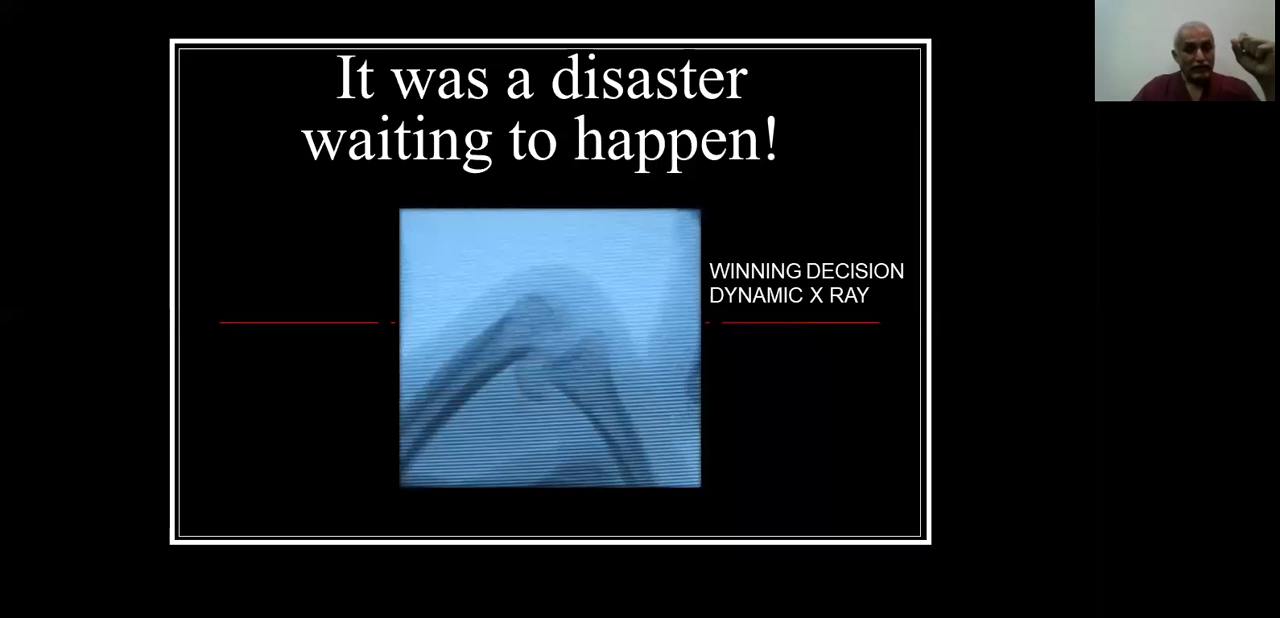 It was a disaster
waiting to happen!
WINNING DECISION
DYNAMIC X RAY